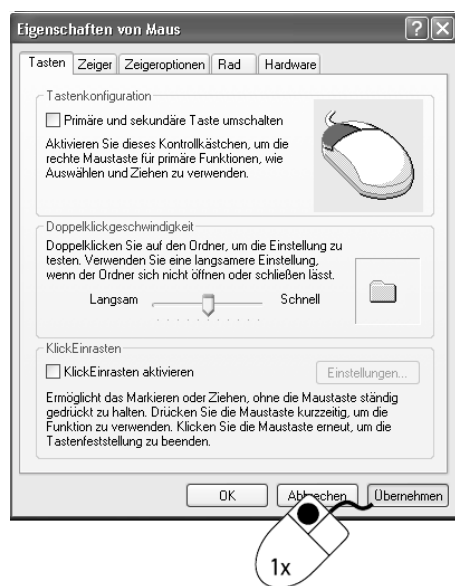 Eigenschaften von Maus
Tasten Zeiger Zeigeroptionen Rad Hardware
Tastenkonfiguration
Primäre und sekundäre Taste umschalten
Aktivieren Sie dieses Kontrollkästchen, um die
rechte Maustaste für primäre Funktionen, wie
Auswählen und Ziehen zu verwenden.
Doppelklickgeschwindigkeit
Doppelklicken Sie auf den Ordner, um die Einstellung zu
testen. Verwenden Sie eine langsamere Einstellung,
wenn der Ordner sich nicht öffnen oder schließen lässt.
Langsam Schnell
KlickEinrasten
KlickEinrasten aktivieren Einstellungen...
Ermöglicht das Markieren oder Ziehen, ohne die Maustaste ständig
gedrückt zu halten. Drücken Sie die Maustaste kurzzeitig, um die
Funktion zu verwenden. Klicken Sie die Maustaste erneut, um die
Tastenfeststellung zu beenden.
OK Abbrechen Übernehmen
1x